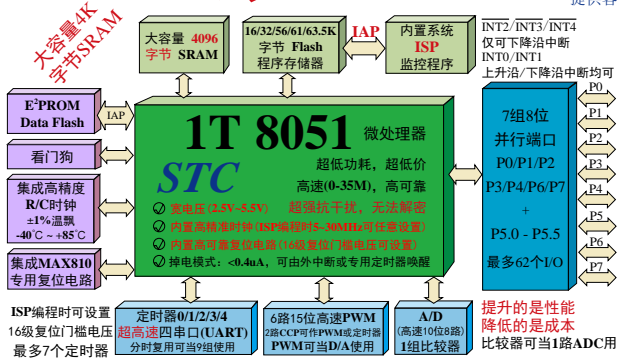 大容量4K
字节SRAM
大容量 4096
字节 SRAM
16/32/56/61/63.5K
字节 Flash
程序存储器
IAP
内置系统
ISP
监控程序
INT2/INT3/INT4
仅可下降沿中断
INT0/INT1
上升沿/下降沿中断均可
E²PROM
Data Flash
IAP
看门狗
集成高精度
R/C时钟
±1%温飘
-40℃ ~ +85℃
集成MAX810
专用复位电路
1T 8051 微处理器
STC
超低功耗，超低价
高速(0-35M)，高可靠
宽电压(2.5V~5.5V) 超强抗干扰，无法解密
内置高精准时钟(ISP编程时5~30MHz可任意设置)
内置高可靠复位电路(16级复位门槛电压可设置)
掉电模式：<0.4uA，可由外中断或专用定时器唤醒
7组8位
并行端口
P0/P1/P2
P3/P4/P6/P7
+
P5.0 - P5.5
最多62个I/O
P0
P1
P2
P3
P4
P5
P6
P7
ISP编程时可设置
16级复位门槛电压
最多7个定时器
定时器0/1/2/3/4
超高速四串口(UART)
分时复用可当9组使用
6路15位高速PWM
2路CCP可作PWM或定时器
PWM可当D/A使用
A/D
(高速10位8路)
1组比较器
提升的是性能
降低的是成本
比较器可当1路ADC用